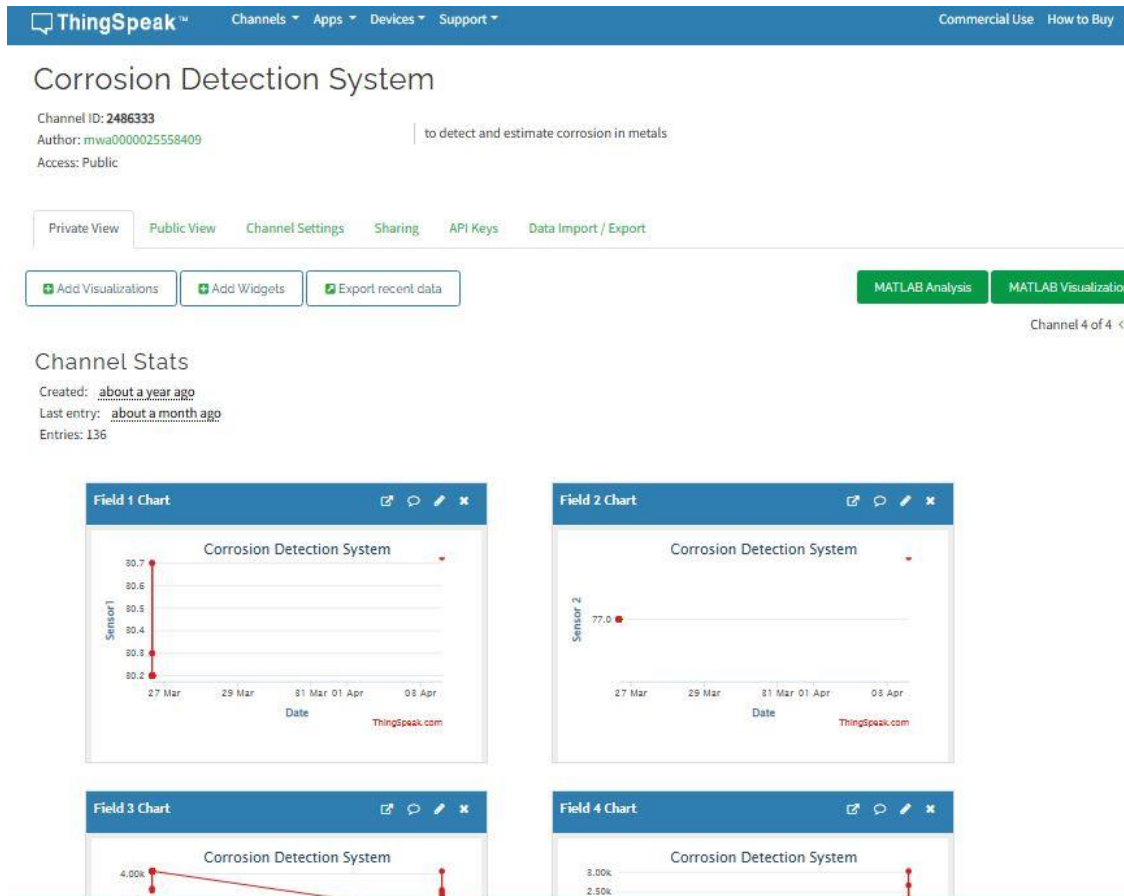 ThingSpeak™ Channels Apps Devices Support Commercial Use How to Buy
Corrosion Detection System
Channel ID: 2486333
Author: mwa0000025558409
Access: Public
to detect and estimate corrosion in metals
Private View Public View Channel Settings Sharing API Keys Data Import / Export
Add Visualizations Add Widgets Export recent data MATLAB Analysis MATLAB Visualizatio
Channel 4 of 4 <
Channel Stats
Created: about a year ago
Last entry: about a month ago
Entries: 136
Field 1 Chart
Corrosion Detection System
80.7
80.6
80.5
80.4
80.3
80.2
Sensor1
27 Mar 29 Mar 31 Mar 01 Apr 03 Apr
Date
ThingSpeak.com
Field 2 Chart
Corrosion Detection System
Sensor 2
77.0
27 Mar 29 Mar 31 Mar 01 Apr 03 Apr
Date
ThingSpeak.com
Field 3 Chart
Corrosion Detection System
4.00k
Field 4 Chart
Corrosion Detection System
3.00k
2.50k